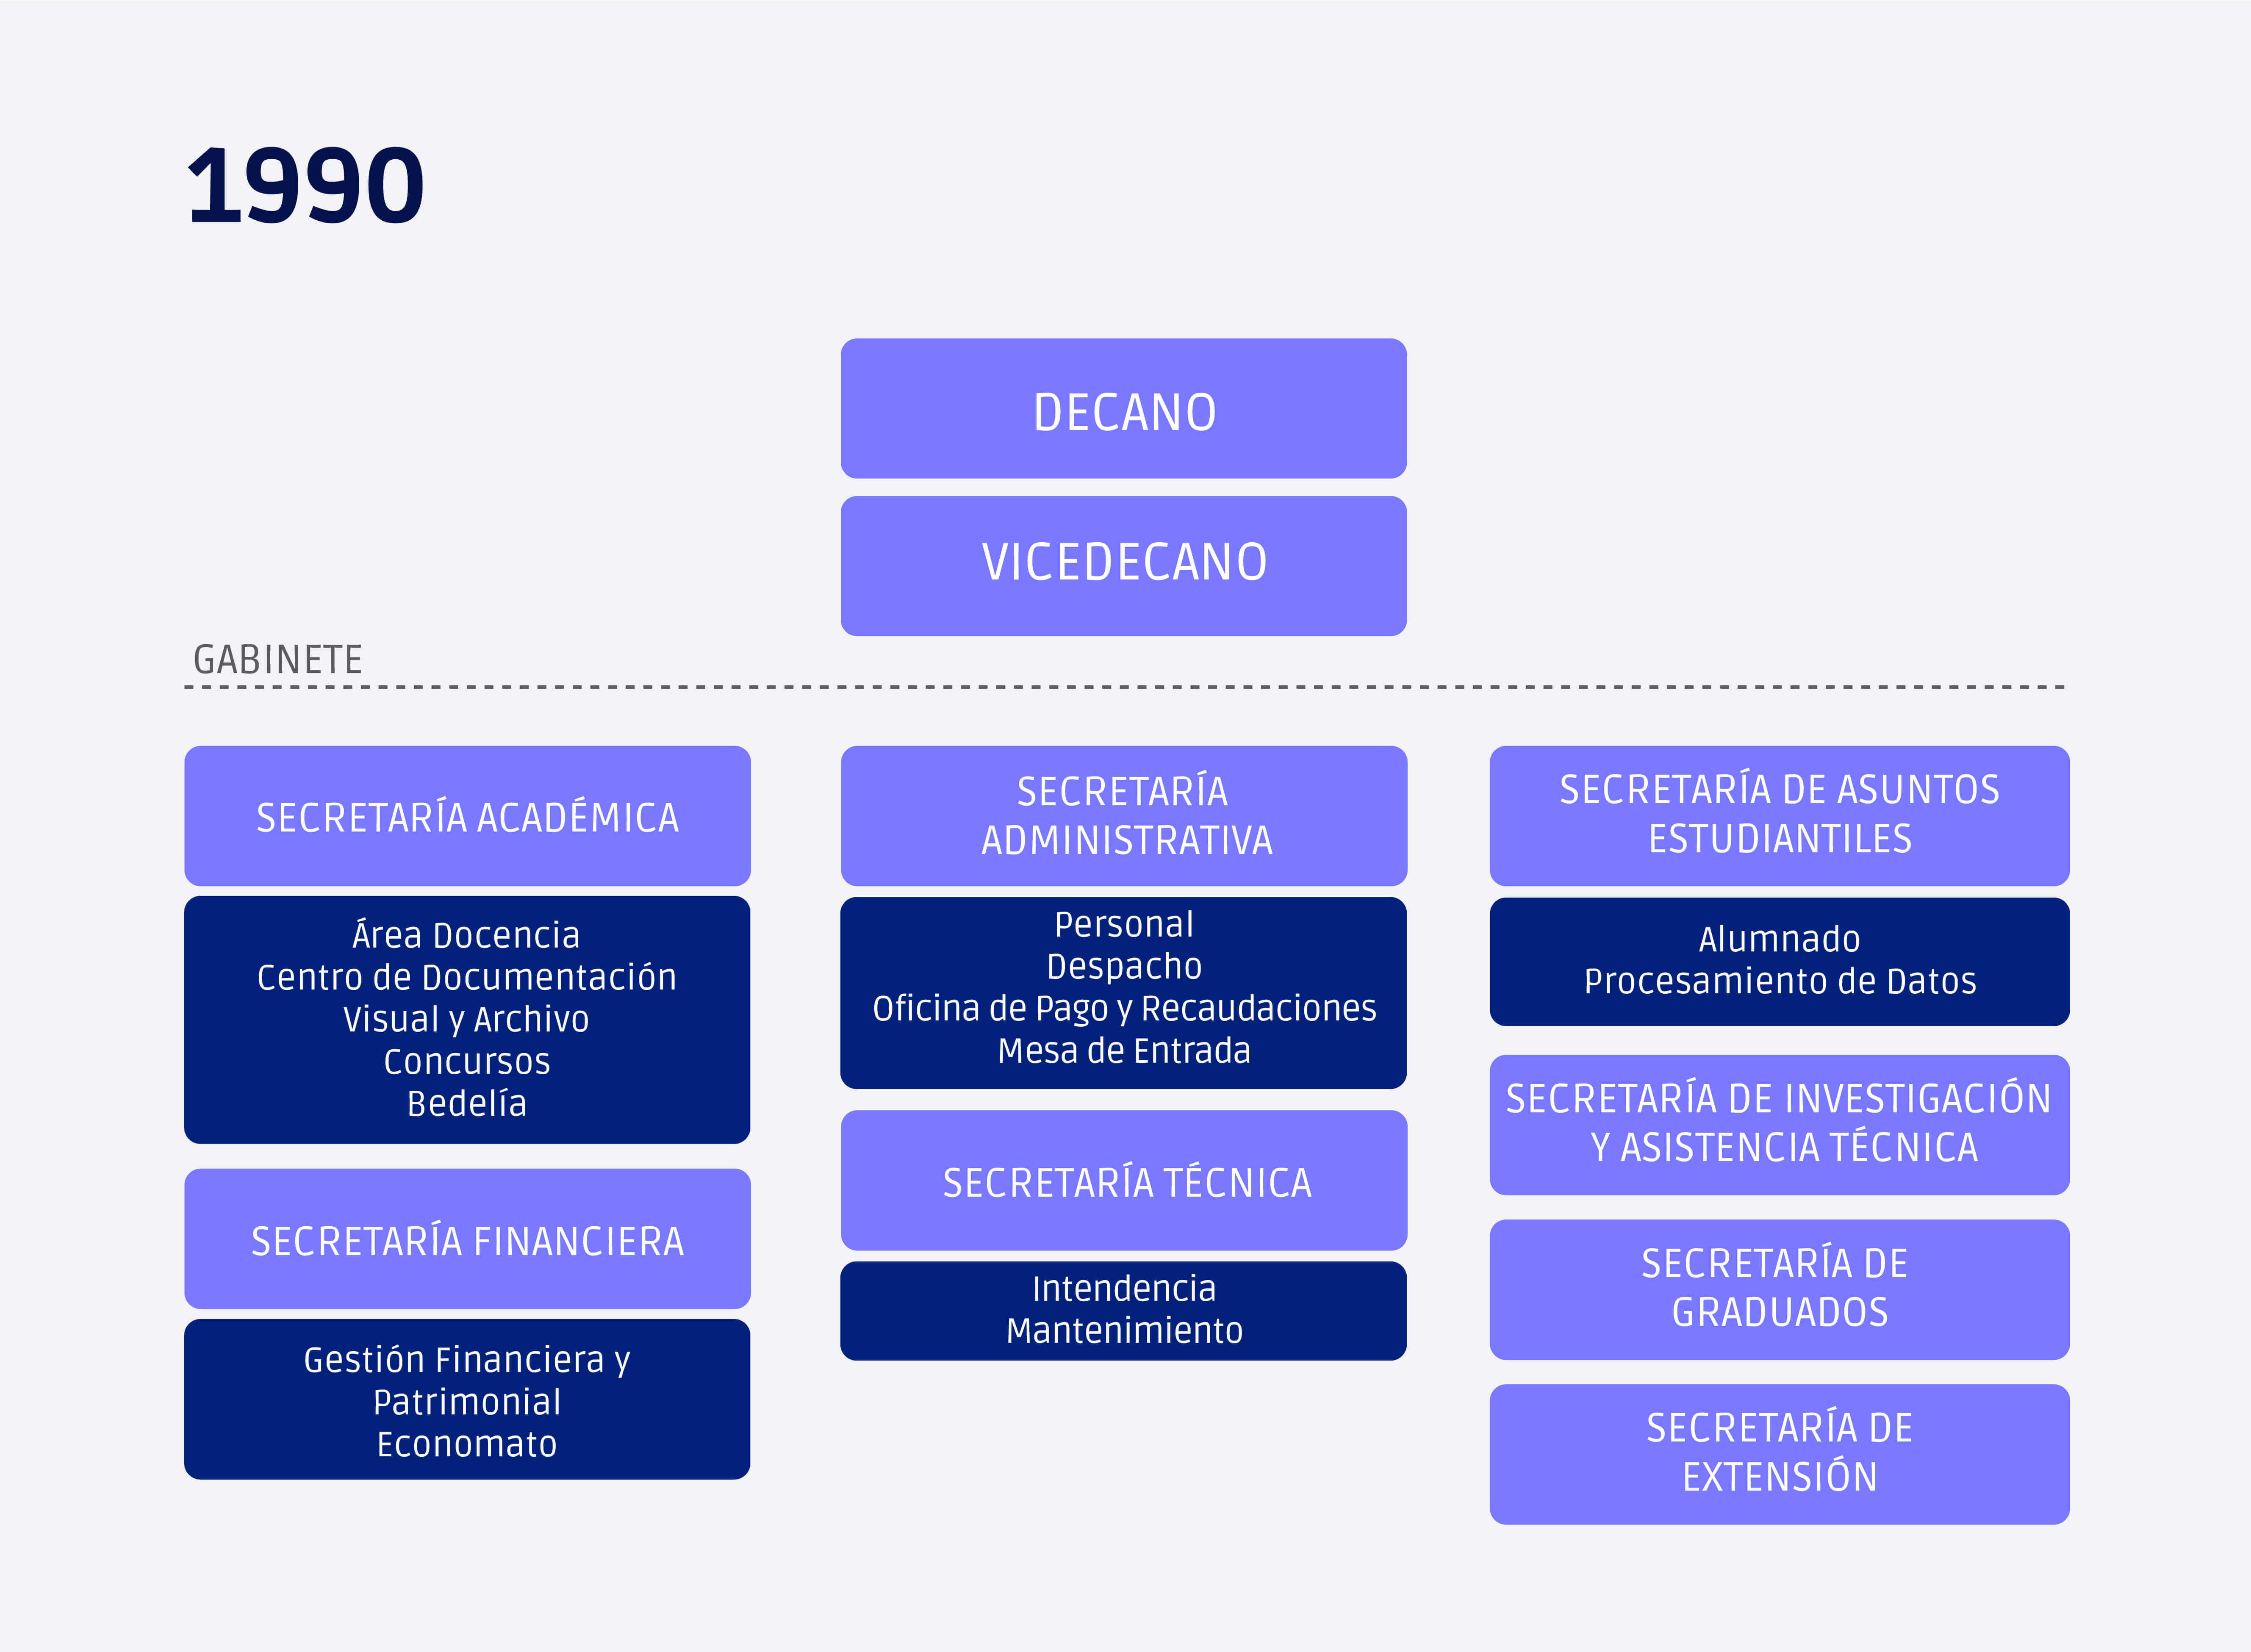 1990
DECANO
VICEDECANO
GABINETE
SECRETARÍA ACADÉMICA
Área Docencia
Centro de Documentación
Visual y Archivo
Concursos
Bedelía
SECRETARÍA FINANCIERA
Gestión Financiera y
Patrimonial
Economato
SECRETARÍA
ADMINISTRATIVA
Personal
Despacho
Oficina de Pago y Recaudaciones
Mesa de Entrada
SECRETARÍA TÉCNICA
Intendencia
Mantenimiento
SECRETARÍA DE ASUNTOS
ESTUDIANTILES
Alumnado
Procesamiento de Datos
SECRETARÍA DE INVESTIGACIÓN
Y ASISTENCIA TÉCNICA
SECRETARÍA DE
GRADUADOS
SECRETARÍA DE
EXTENSIÓN